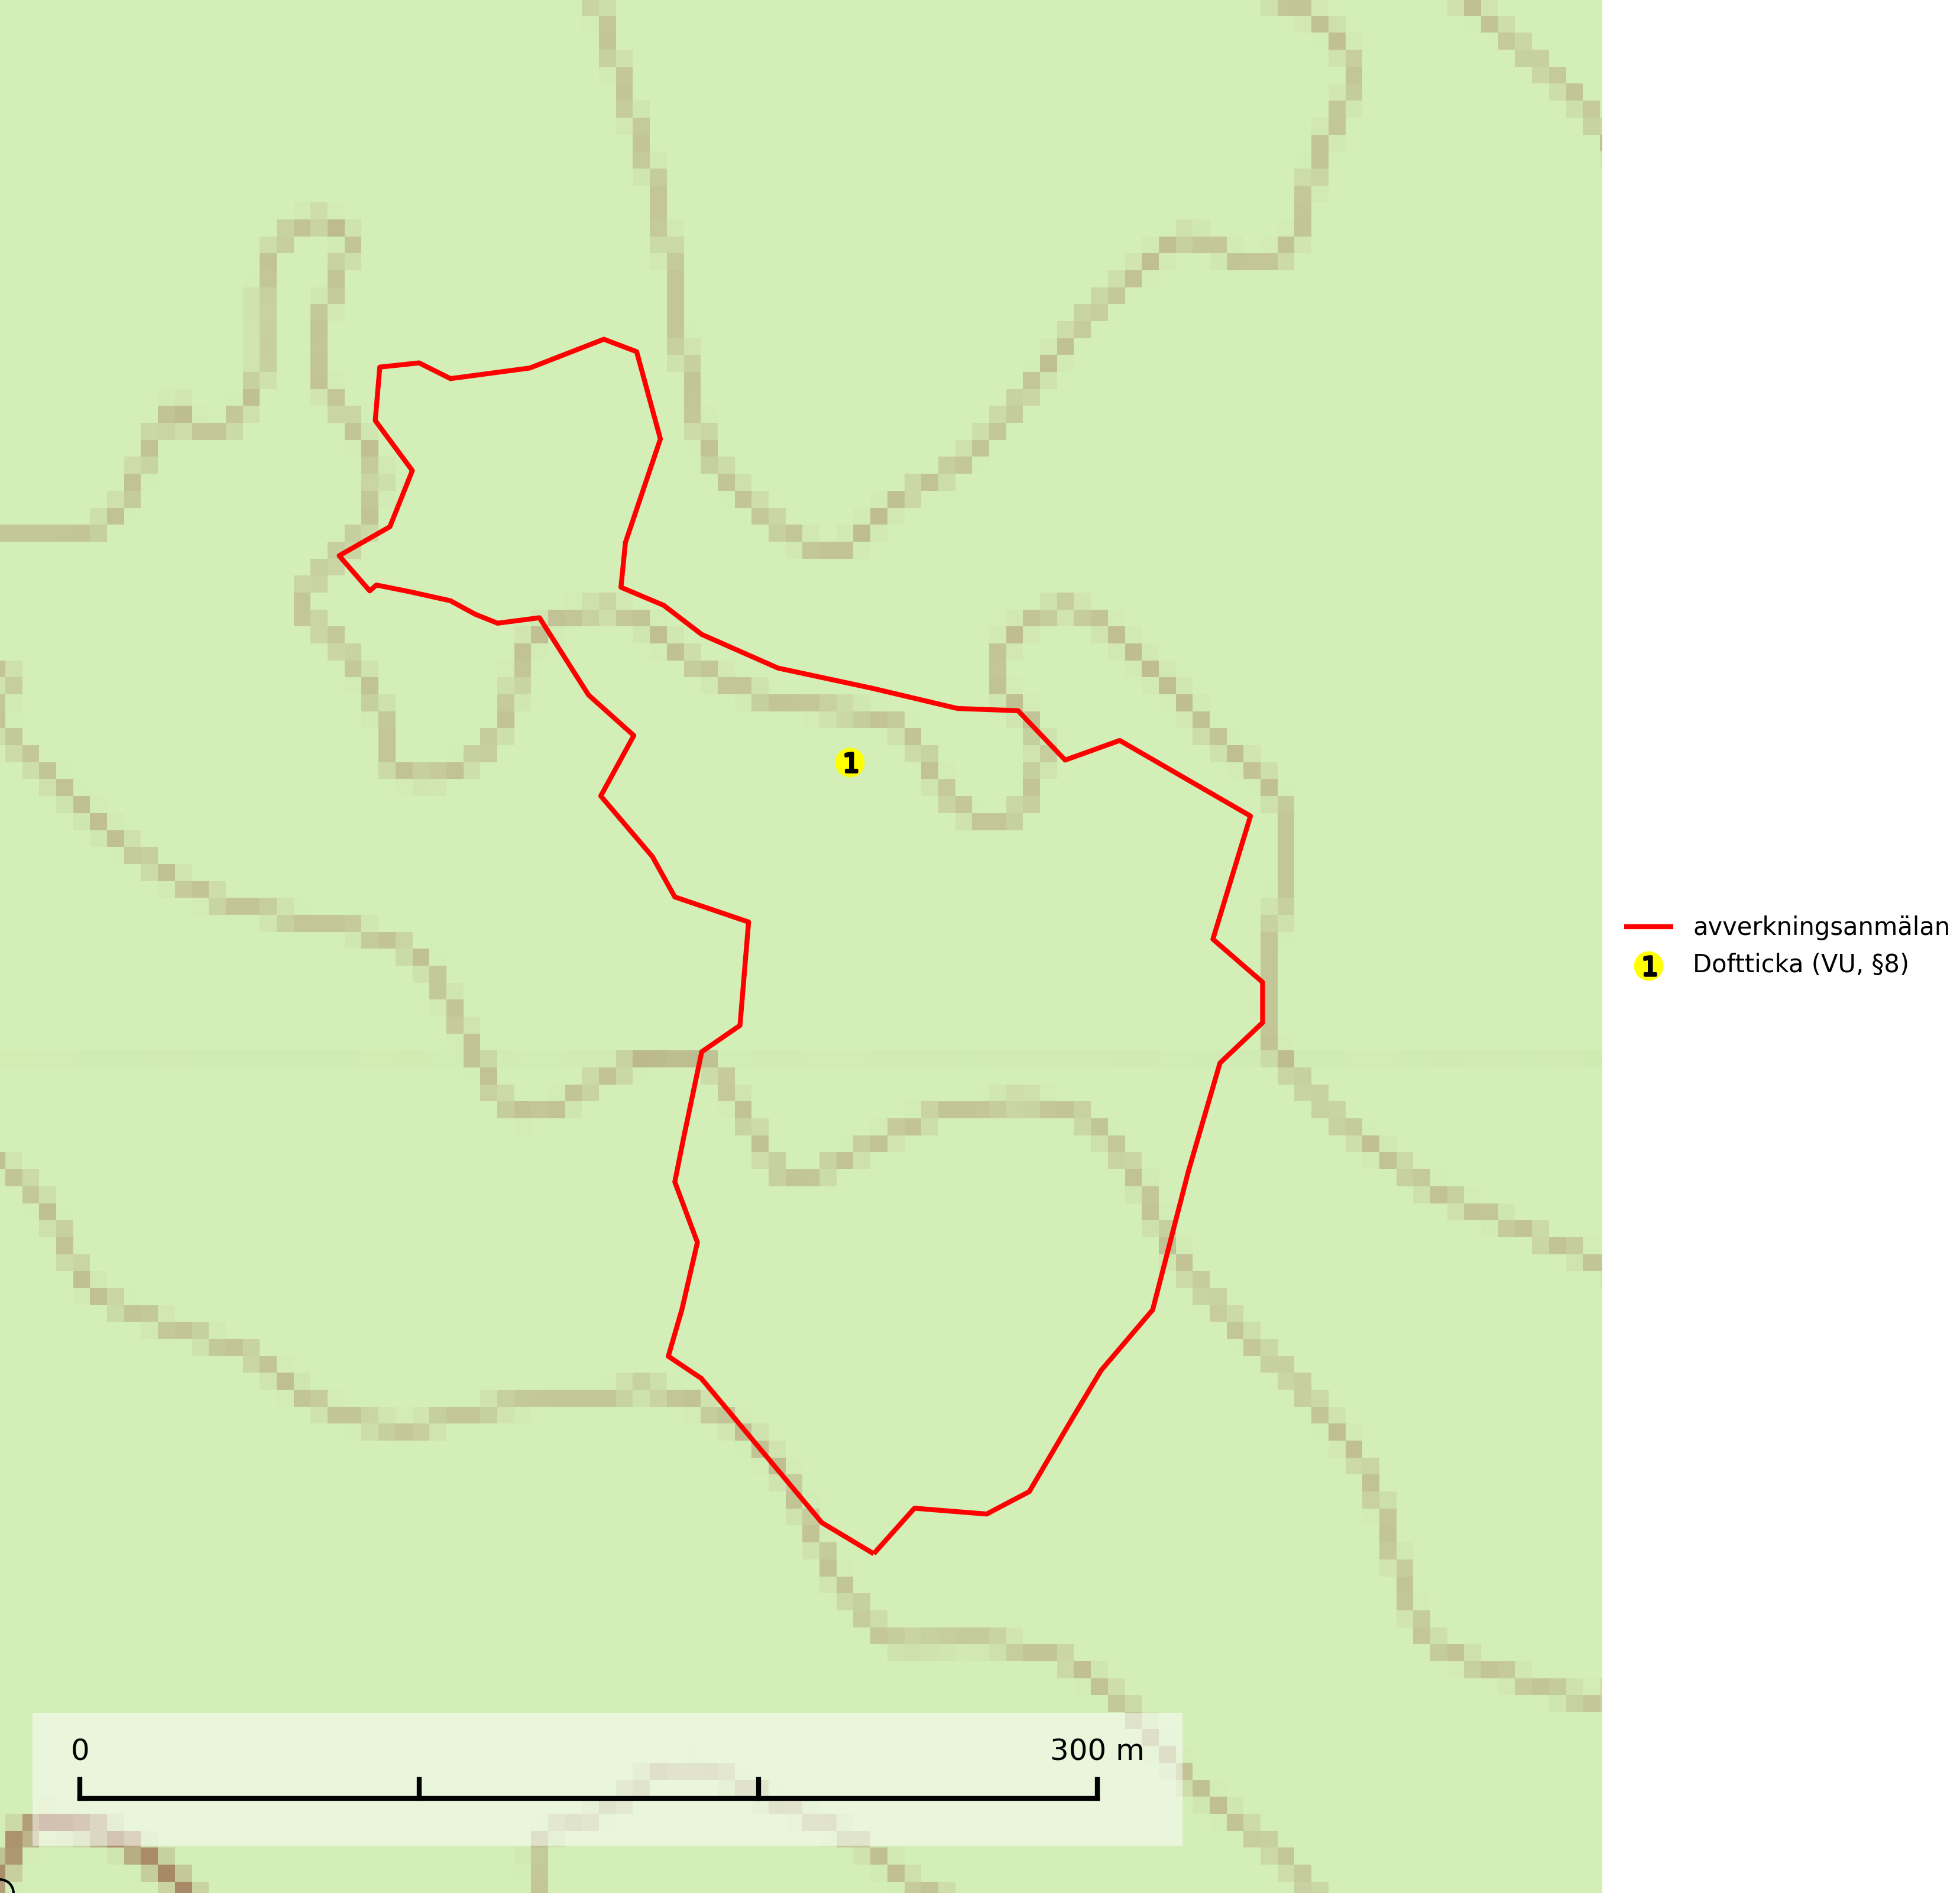 1
avverkningsanmälan
1 Doftticka (VU, §8)
0 300 m